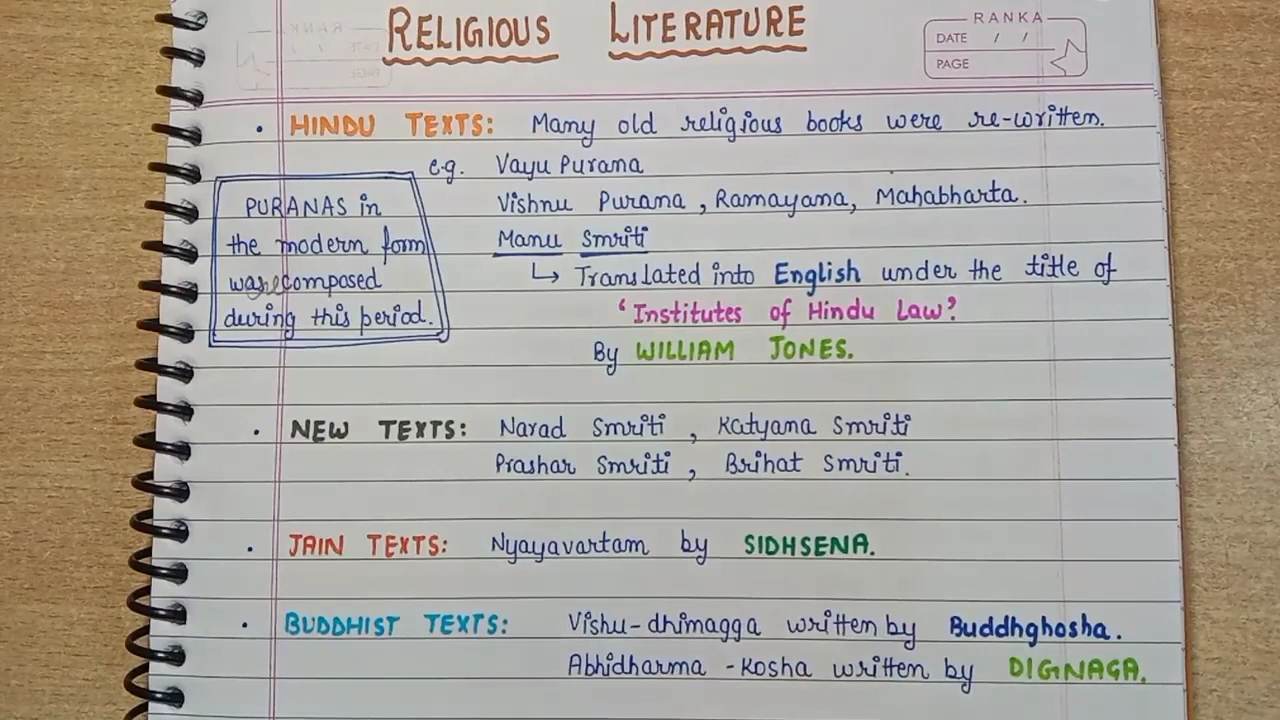 RELIGIOUS LITERATURE
RANKA
DATE / /
PAGE
• HINDU TEXTS: Many old religious books were re-written.
e.g. Vayu Purana
Vishnu Purana, Ramayana, Mahabharta.
Manu Smriti
↳ Translated into English under the title of
'Institutes of Hindu Law'.
By WILLIAM JONES.
PURANAS in
the modern form
were composed
during this period.
• NEW TEXTS: Narad Smriti, Katyana Smriti
Prashar Smriti, Brihat Smriti.
• JAIN TEXTS: Nyayavartam by SIDHSENA.
• BUDDHIST TEXTS: Vishu-dhimagga written by Buddhghosha.
Abhidharma-Kosha written by DIGNAGA.